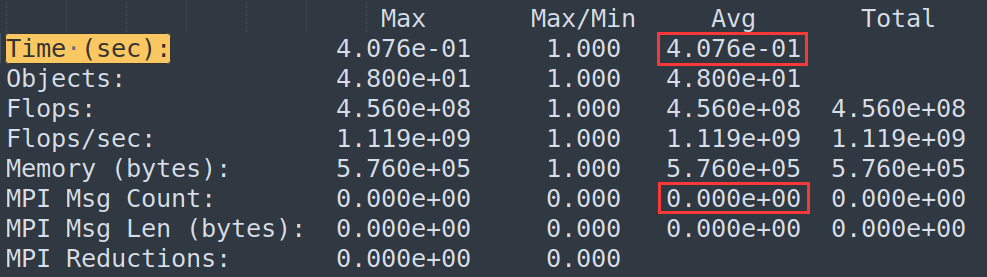 Max Max/Min Avg Total
Time (sec): 4.076e-01 1.000 4.076e-01
Objects: 4.800e+01 1.000 4.800e+01
Flops: 4.560e+08 1.000 4.560e+08 4.560e+08
Flops/sec: 1.119e+09 1.000 1.119e+09 1.119e+09
Memory (bytes): 5.760e+05 1.000 5.760e+05 5.760e+05
MPI Msg Count: 0.000e+00 0.000 0.000e+00 0.000e+00
MPI Msg Len (bytes): 0.000e+00 0.000 0.000e+00 0.000e+00
MPI Reductions: 0.000e+00 0.000